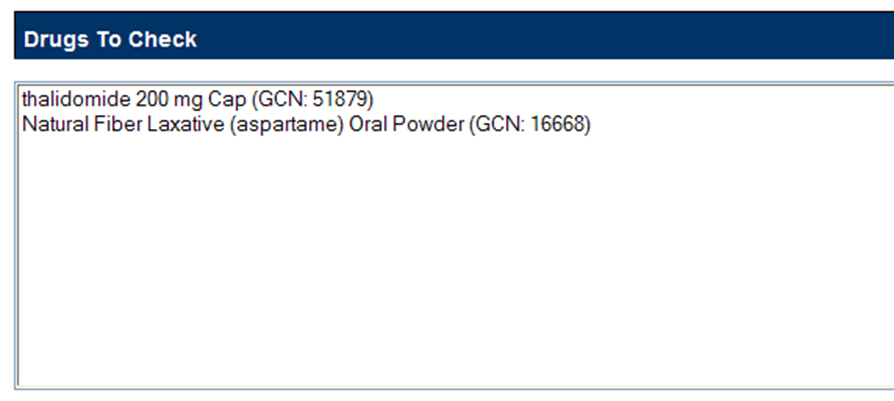 Drugs To Check
thalidomide 200 mg Cap (GCN: 51879)
Natural Fiber Laxative (aspartame) Oral Powder (GCN: 16668)